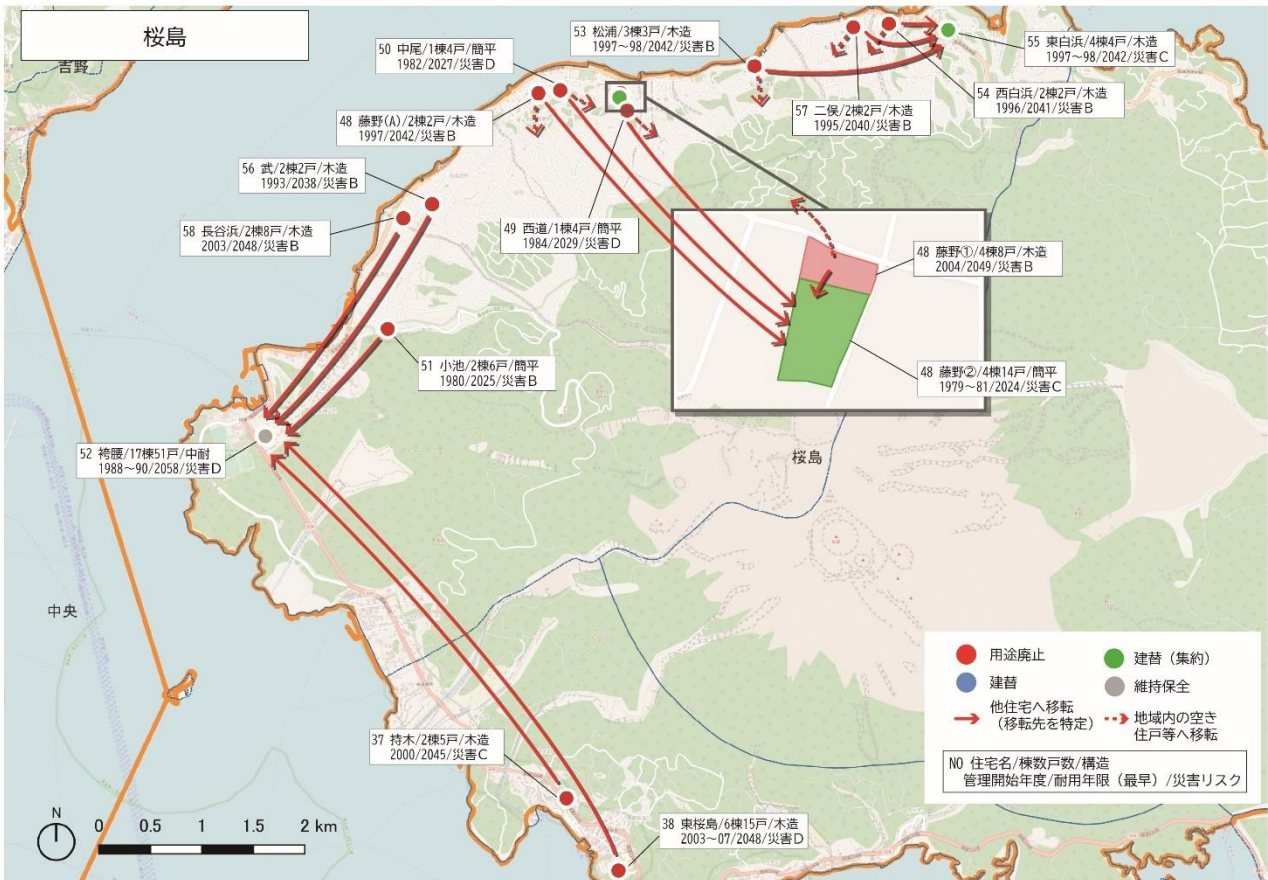 桜島
吉野
50 中尾/1棟4戸/簡平
1982/2027/災害D
53 松浦/3棟3戸/木造
1997~98/2042/災害B
55 東白浜/4棟4戸/木造
1997~98/2042/災害C
54 西白浜/2棟2戸/木造
1996/2041/災害B
57 二俣/2棟2戸/木造
1995/2040/災害B
48 藤野(A)/2棟2戸/木造
1997/2042/災害B
56 武/2棟2戸/木造
1993/2038/災害B
58 長谷浜/2棟8戸/木造
2003/2048/災害B
49 西道/1棟4戸/簡平
1984/2029/災害D
48 藤野①/4棟8戸/木造
2004/2049/災害B
51 小池/2棟6戸/簡平
1980/2025/災害B
48 藤野②/4棟14戸/簡平
1979~81/2024/災害C
52 袴腰/17棟51戸/中耐
1988~90/2058/災害D
桜島
中央
37 持木/2棟5戸/木造
2000/2045/災害C
38 東桜島/6棟15戸/木造
2003~07/2048/災害D
用途廃止
建替(集約)
建替
維持保全
他住宅へ移転
(移転先を特定)
地域内の空き
住戸等へ移転
NO 住宅名/棟数戸数/構造
管理開始年度/耐用年限(最早)/災害リスク
N
0 0.5 1 1.5 2 km